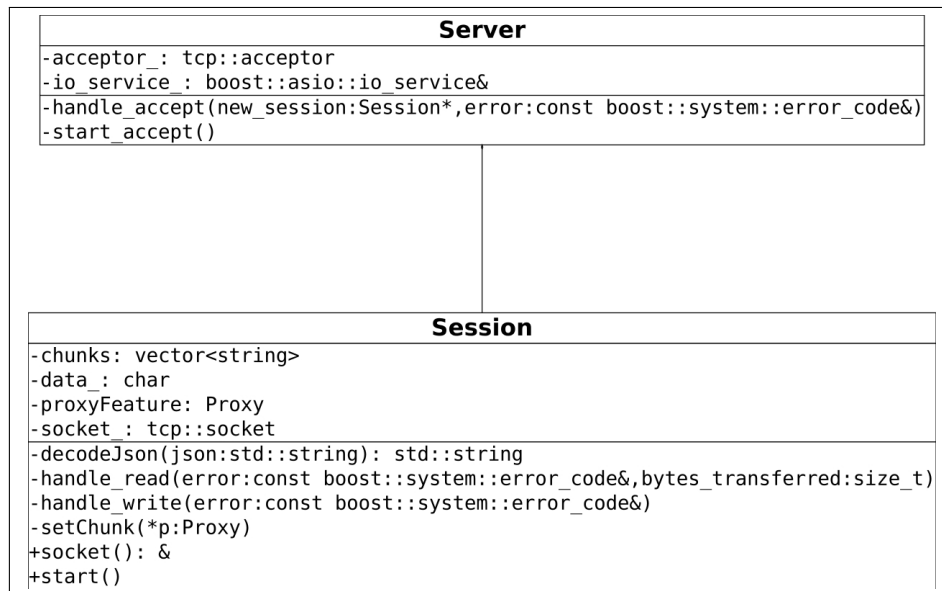 Server
-acceptor_: tcp::acceptor
-io_service_: boost::asio::io_service&
-handle_accept(new_session:Session*,error:const boost::system::error_code&)
-start_accept()
Session
-chunks: vector<string>
-data_: char
-proxyFeature: Proxy
-socket_: tcp::socket
-decodeJson(json:std::string): std::string
-handle_read(error:const boost::system::error_code&,bytes_transferred:size_t)
-handle_write(error:const boost::system::error_code&)
-setChunk(*p:Proxy)
+socket(): &
+start()